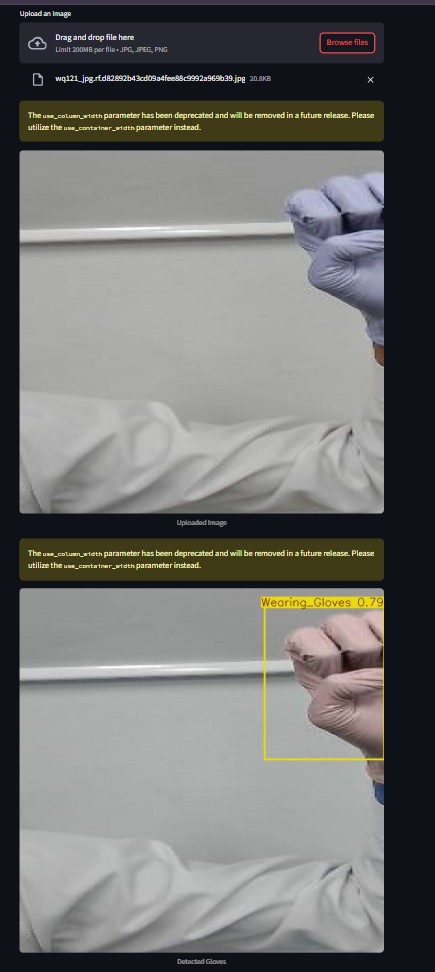 Upload an image
Drag and drop file here
Limit 200MB per file • JPG, JPEG, PNG
Browse files
wq121_jpg.rf.d82892b43cd09a4fee88c9992a969b39.jpg 20.8KB
The use_column_width parameter has been deprecated and will be removed in a future release. Please
utilize the use_container_width parameter instead.
Uploaded Image
The use_column_width parameter has been deprecated and will be removed in a future release. Please
utilize the use_container_width parameter instead.
Wearing_Gloves 0.79
Detected Gloves